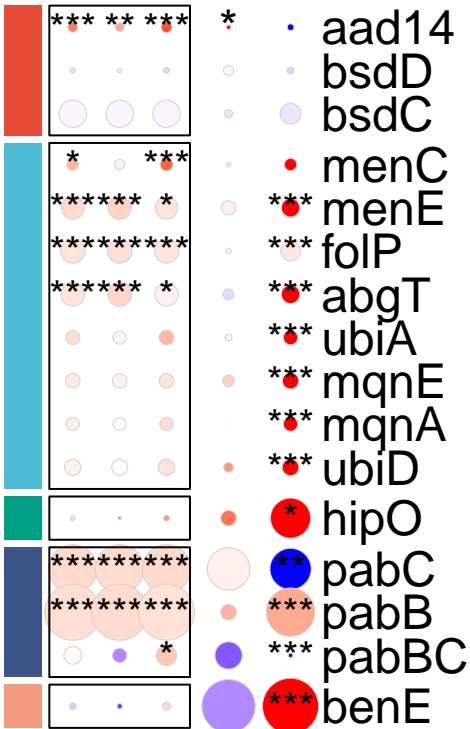 *** ** *** * aad14
bsdD
bsdC
* *** menC
*** *** * *** menE
*** *** *** *** folP
*** *** * *** abgT
*** ubiA
*** mqnE
*** mqnA
*** ubiD
* hipO
*** *** *** ** pabC
*** *** *** *** pabB
* *** pabBC
*** benE